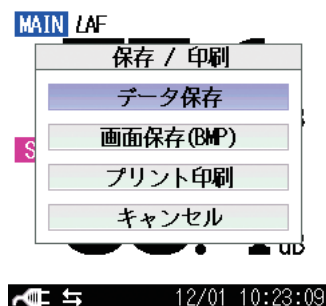 MAIN LAF
保存 / 印刷
データ保存
画面保存(BMP)
プリント印刷
キャンセル
S
dB
12/01 10:23:09